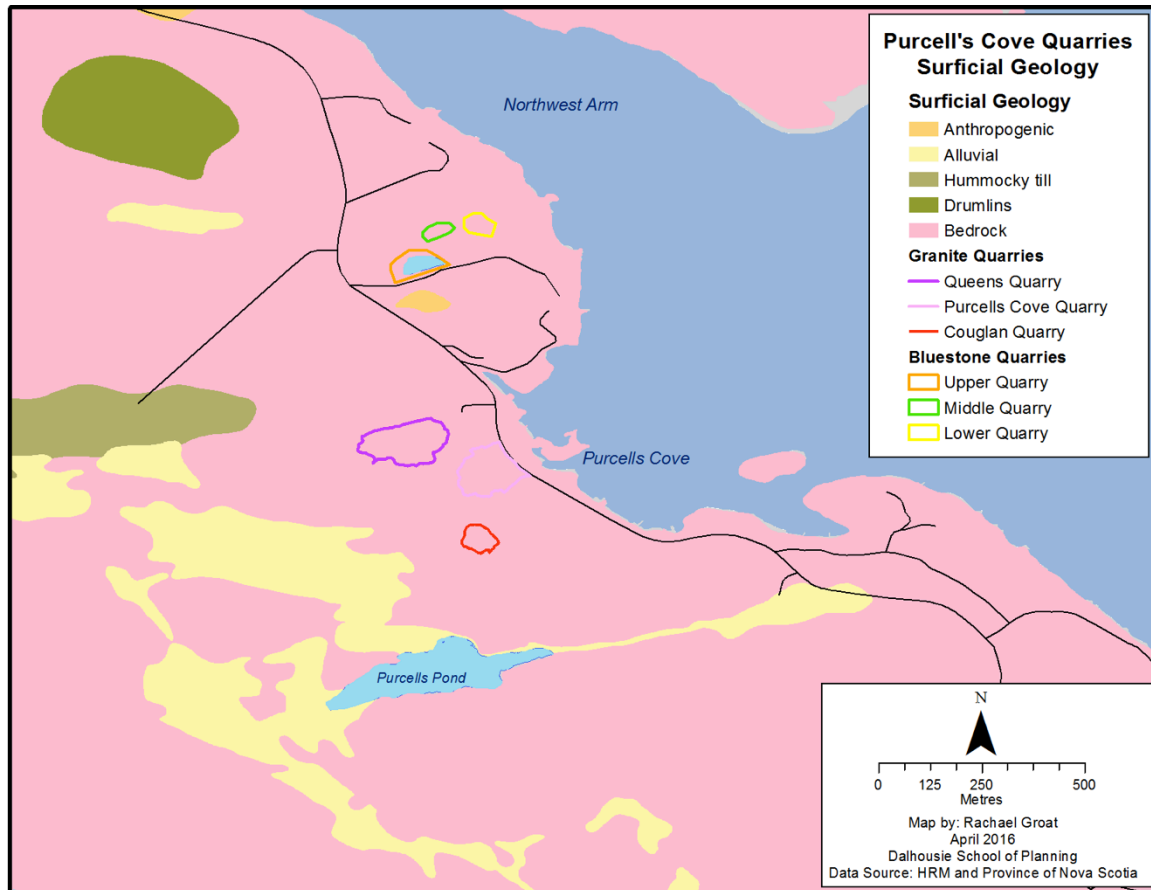 Purcell's Cove Quarries
Surficial Geology
Surficial Geology
Anthropogenic
Alluvial
Hummocky till
Drumlins
Bedrock
Granite Quarries
Queens Quarry
Purcells Cove Quarry
Couglan Quarry
Bluestone Quarries
Upper Quarry
Middle Quarry
Lower Quarry
Northwest Arm
Purcells Cove
Purcells Pond
N
0 125 250 500
Metres
Map by: Rachael Groat
April 2016
Dalhousie School of Planning
Data Source: HRM and Province of Nova Scotia